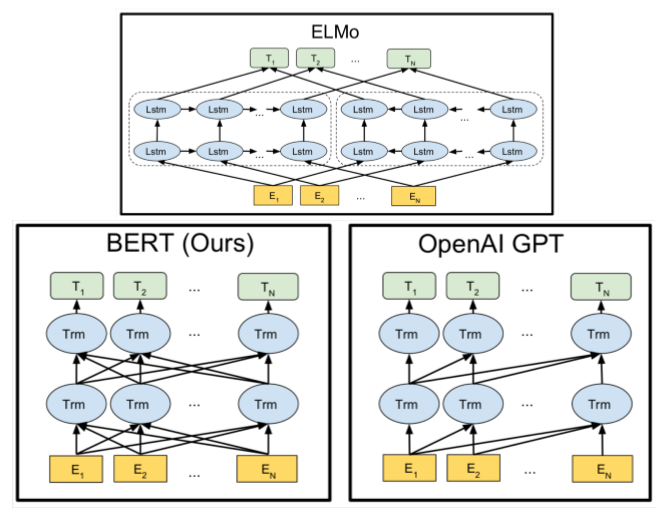 ELMo
T1 T2 ... TN
Lstm Lstm ... Lstm Lstm Lstm ... Lstm
Lstm Lstm ... Lstm Lstm Lstm ... Lstm
E1 E2 ... EN
BERT (Ours)
T1 T2 ... TN
Trm Trm ... Trm
Trm Trm ... Trm
E1 E2 ... EN
OpenAI GPT
T1 T2 ... TN
Trm Trm ... Trm
Trm Trm ... Trm
E1 E2 ... EN